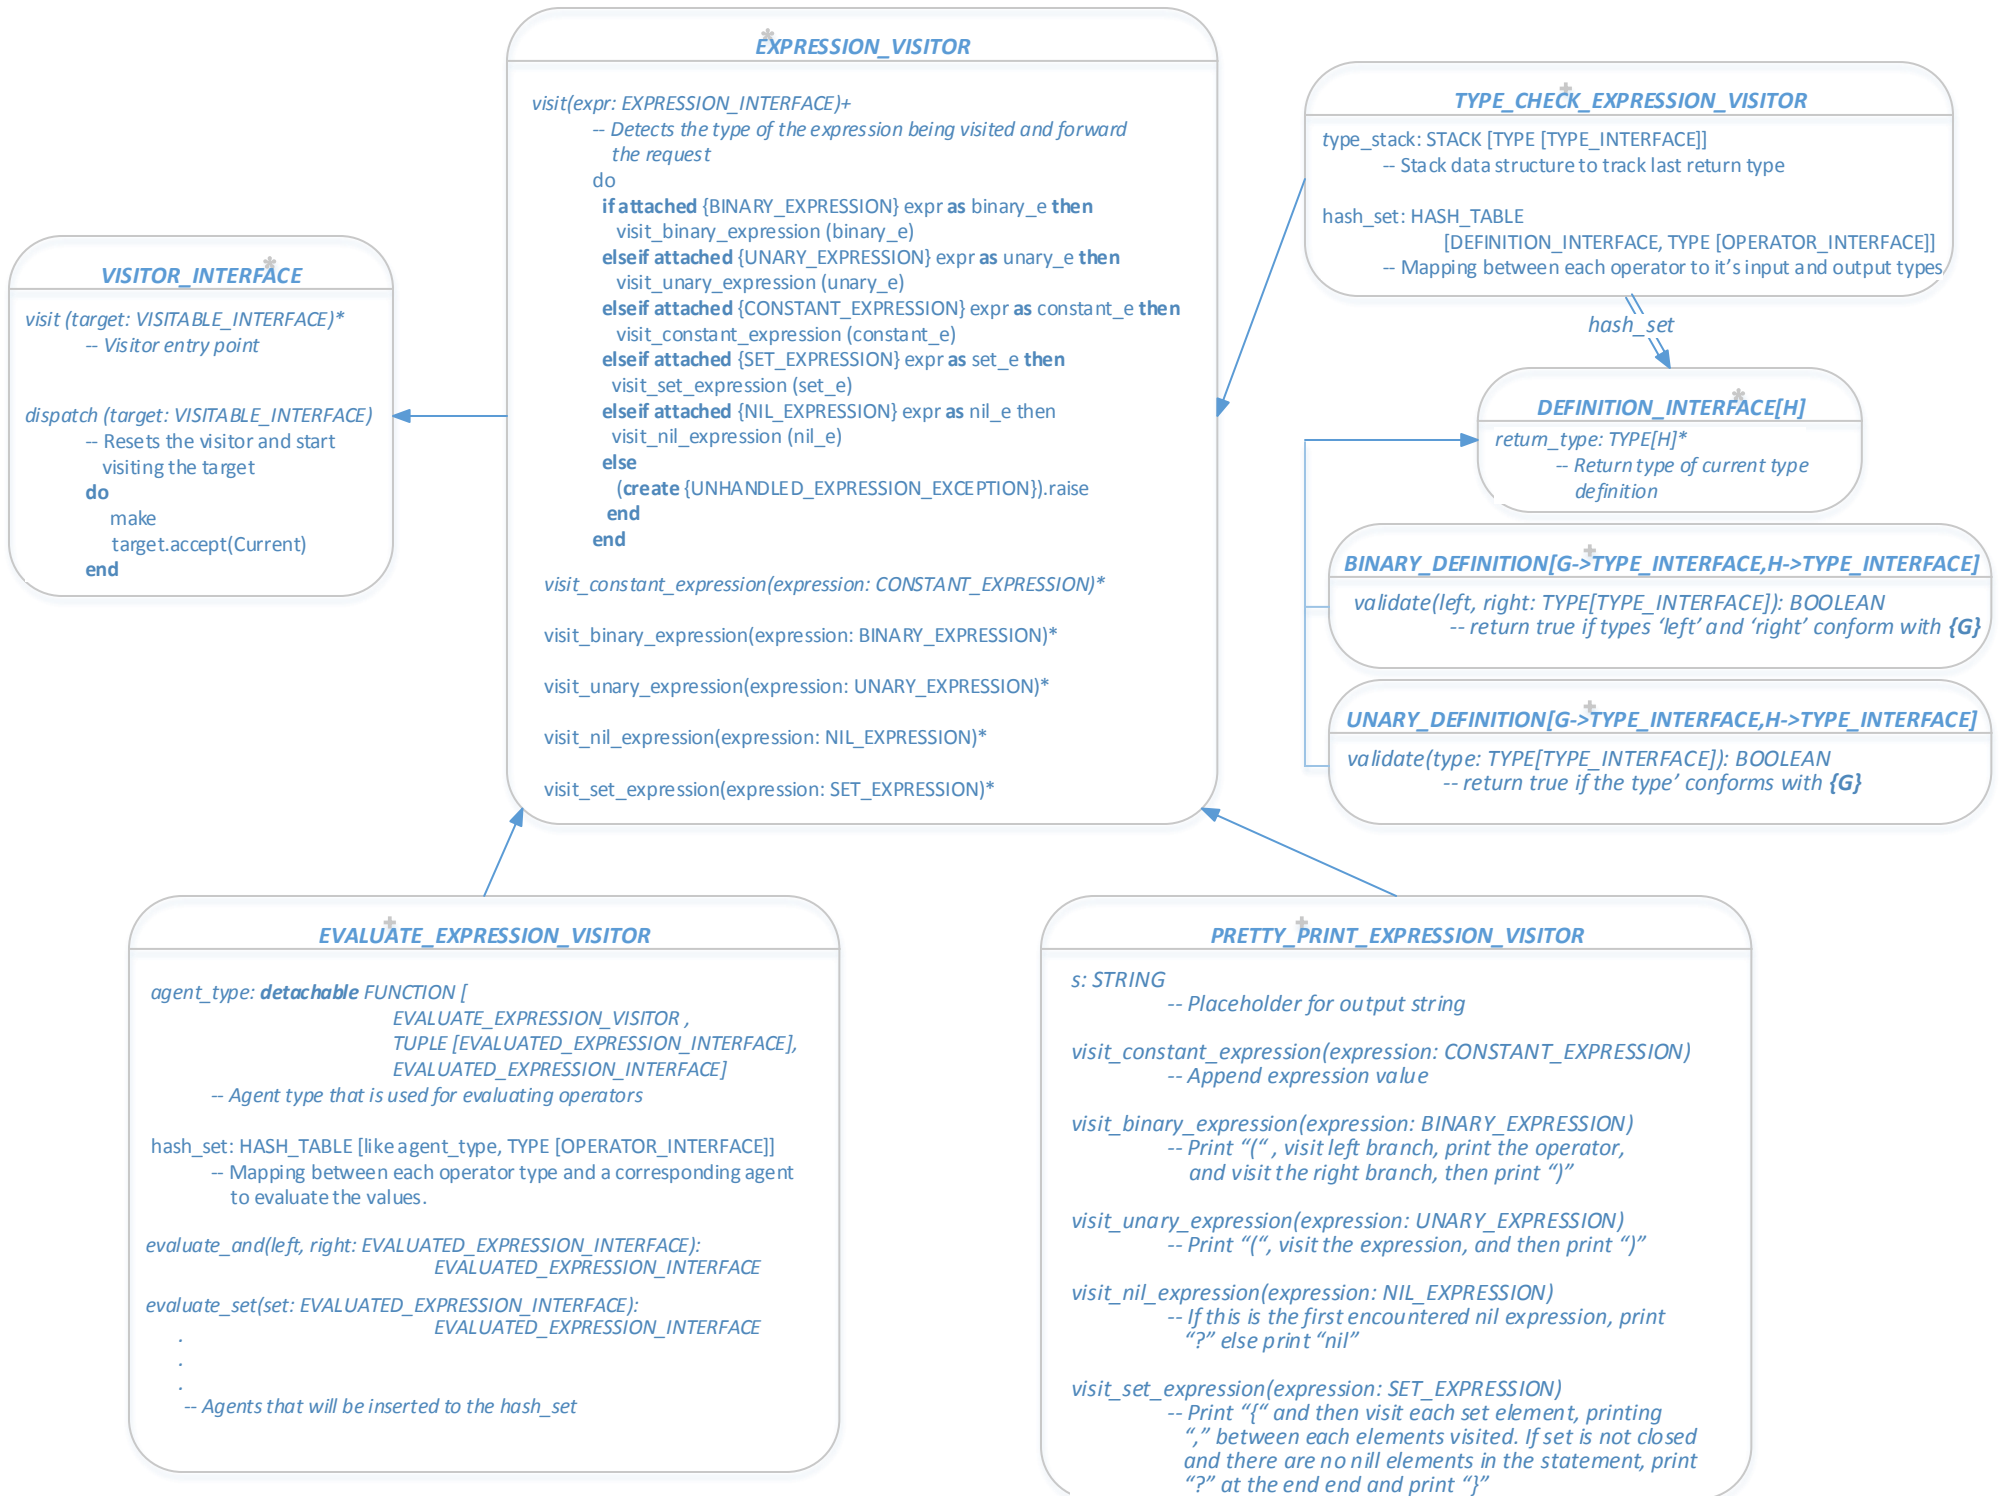 *
EXPRESSION_VISITOR
visit(expr: EXPRESSION_INTERFACE)+
-- Detects the type of the expression being visited and forward
the request
do
if attached {BINARY_EXPRESSION} expr as binary_e then
visit_binary_expression (binary_e)
elseif attached {UNARY_EXPRESSION} expr as unary_e then
visit_unary_expression (unary_e)
elseif attached {CONSTANT_EXPRESSION} expr as constant_e then
visit_constant_expression (constant_e)
elseif attached {SET_EXPRESSION} expr as set_e then
visit_set_expression (set_e)
elseif attached {NIL_EXPRESSION} expr as nil_e then
visit_nil_expression (nil_e)
else
(create {UNHANDLED_EXPRESSION_EXCEPTION}).raise
end
end
visit_constant_expression(expression: CONSTANT_EXPRESSION)*
visit_binary_expression(expression: BINARY_EXPRESSION)*
visit_unary_expression(expression: UNARY_EXPRESSION)*
visit_nil_expression(expression: NIL_EXPRESSION)*
visit_set_expression(expression: SET_EXPRESSION)*
*
VISITOR_INTERFACE
visit (target: VISITABLE_INTERFACE)*
-- Visitor entry point
dispatch (target: VISITABLE_INTERFACE)
-- Resets the visitor and start
visiting the target
do
make
target.accept(Current)
end
+
TYPE_CHECK_EXPRESSION_VISITOR
type_stack: STACK [TYPE [TYPE_INTERFACE]]
-- Stack data structure to track last return type
hash_set: HASH_TABLE
[DEFINITION_INTERFACE, TYPE [OPERATOR_INTERFACE]]
-- Mapping between each operator to it's input and output types
hash_set
*
DEFINITION_INTERFACE[H]
return_type: TYPE[H]*
-- Return type of current type
definition
+
BINARY_DEFINITION[G->TYPE_INTERFACE,H->TYPE_INTERFACE]
validate(left, right: TYPE[TYPE_INTERFACE]): BOOLEAN
-- return true if types ‘left’ and ‘right’ conform with {G}
+
UNARY_DEFINITION[G->TYPE_INTERFACE,H->TYPE_INTERFACE]
validate(type: TYPE[TYPE_INTERFACE]): BOOLEAN
-- return true if the type’ conforms with {G}
+
EVALUATE_EXPRESSION_VISITOR
agent_type: detachable FUNCTION [
EVALUATE_EXPRESSION_VISITOR ,
TUPLE [EVALUATED_EXPRESSION_INTERFACE],
EVALUATED_EXPRESSION_INTERFACE]
-- Agent type that is used for evaluating operators
hash_set: HASH_TABLE [like agent_type, TYPE [OPERATOR_INTERFACE]]
-- Mapping between each operator type and a corresponding agent
to evaluate the values.
evaluate_and(left, right: EVALUATED_EXPRESSION_INTERFACE):
EVALUATED_EXPRESSION_INTERFACE
evaluate_set(set: EVALUATED_EXPRESSION_INTERFACE):
EVALUATED_EXPRESSION_INTERFACE
.
.
.
-- Agents that will be inserted to the hash_set
+
PRETTY_PRINT_EXPRESSION_VISITOR
s: STRING
-- Placeholder for output string
visit_constant_expression(expression: CONSTANT_EXPRESSION)
-- Append expression value
visit_binary_expression(expression: BINARY_EXPRESSION)
-- Print “(“ , visit left branch, print the operator,
and visit the right branch, then print “)”
visit_unary_expression(expression: UNARY_EXPRESSION)
-- Print “(“, visit the expression, and then print “)”
visit_nil_expression(expression: NIL_EXPRESSION)
-- If this is the first encountered nil expression, print
“?” else print “nil”
visit_set_expression(expression: SET_EXPRESSION)
-- Print “{“ and then visit each set element, printing
“,” between each elements visited. If set is not closed
and there are no nill elements in the statement, print
“?” at the end end and print “}”